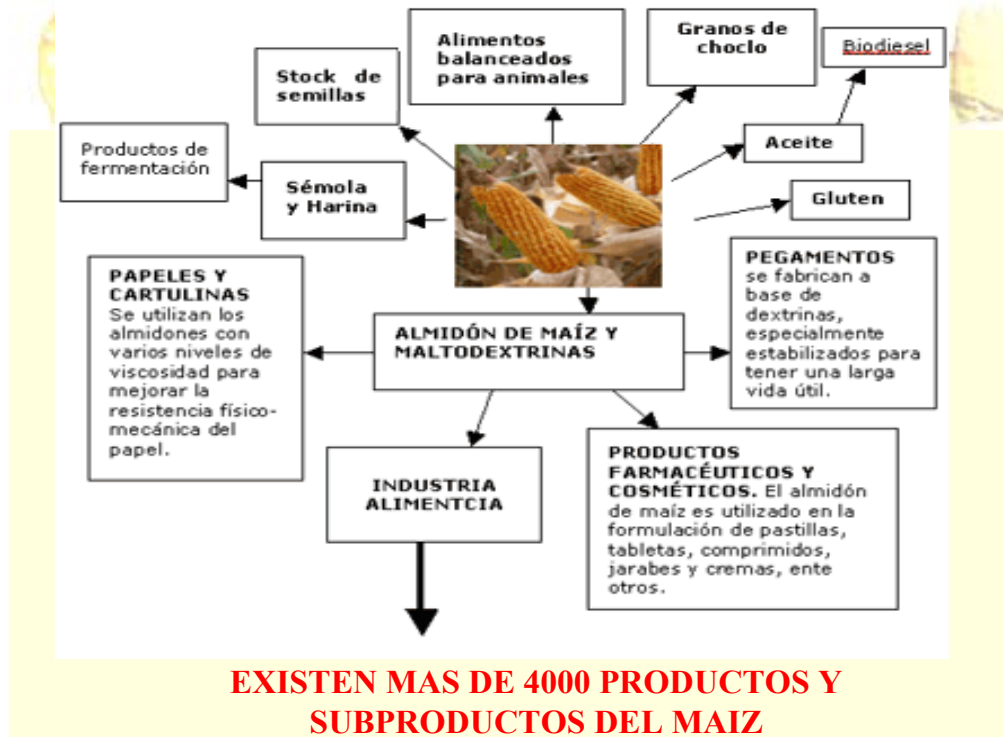 Alimentos
balanceados
para animales
Granos de
choclo
Biodiesel
Stock de
semillas
Productos de
fermentación
Sémola
y Harina
Aceite
Gluten
PAPELES Y
CARTULINAS
Se utilizan los
almidones con
varios niveles de
viscosidad para
mejorar la
resistencia físico-
mecánica del
papel.
ALMIDÓN DE MAÍZ Y
MALTODEXTRINAS
PEGAMENTOS
se fabrican a
base de
dextrinas,
especialmente
estabilizados para
tener una larga
vida útil.
INDUSTRIA
ALIMENTCIA
PRODUCTOS
FARMACÉUTICOS Y
COSMÉTICOS. El almidón
de maíz es utilizado en la
formulación de pastillas,
tabletas, comprimidos,
jarabes y cremas, ente
otros.
EXISTEN MAS DE 4000 PRODUCTOS Y
SUBPRODUCTOS DEL MAIZ